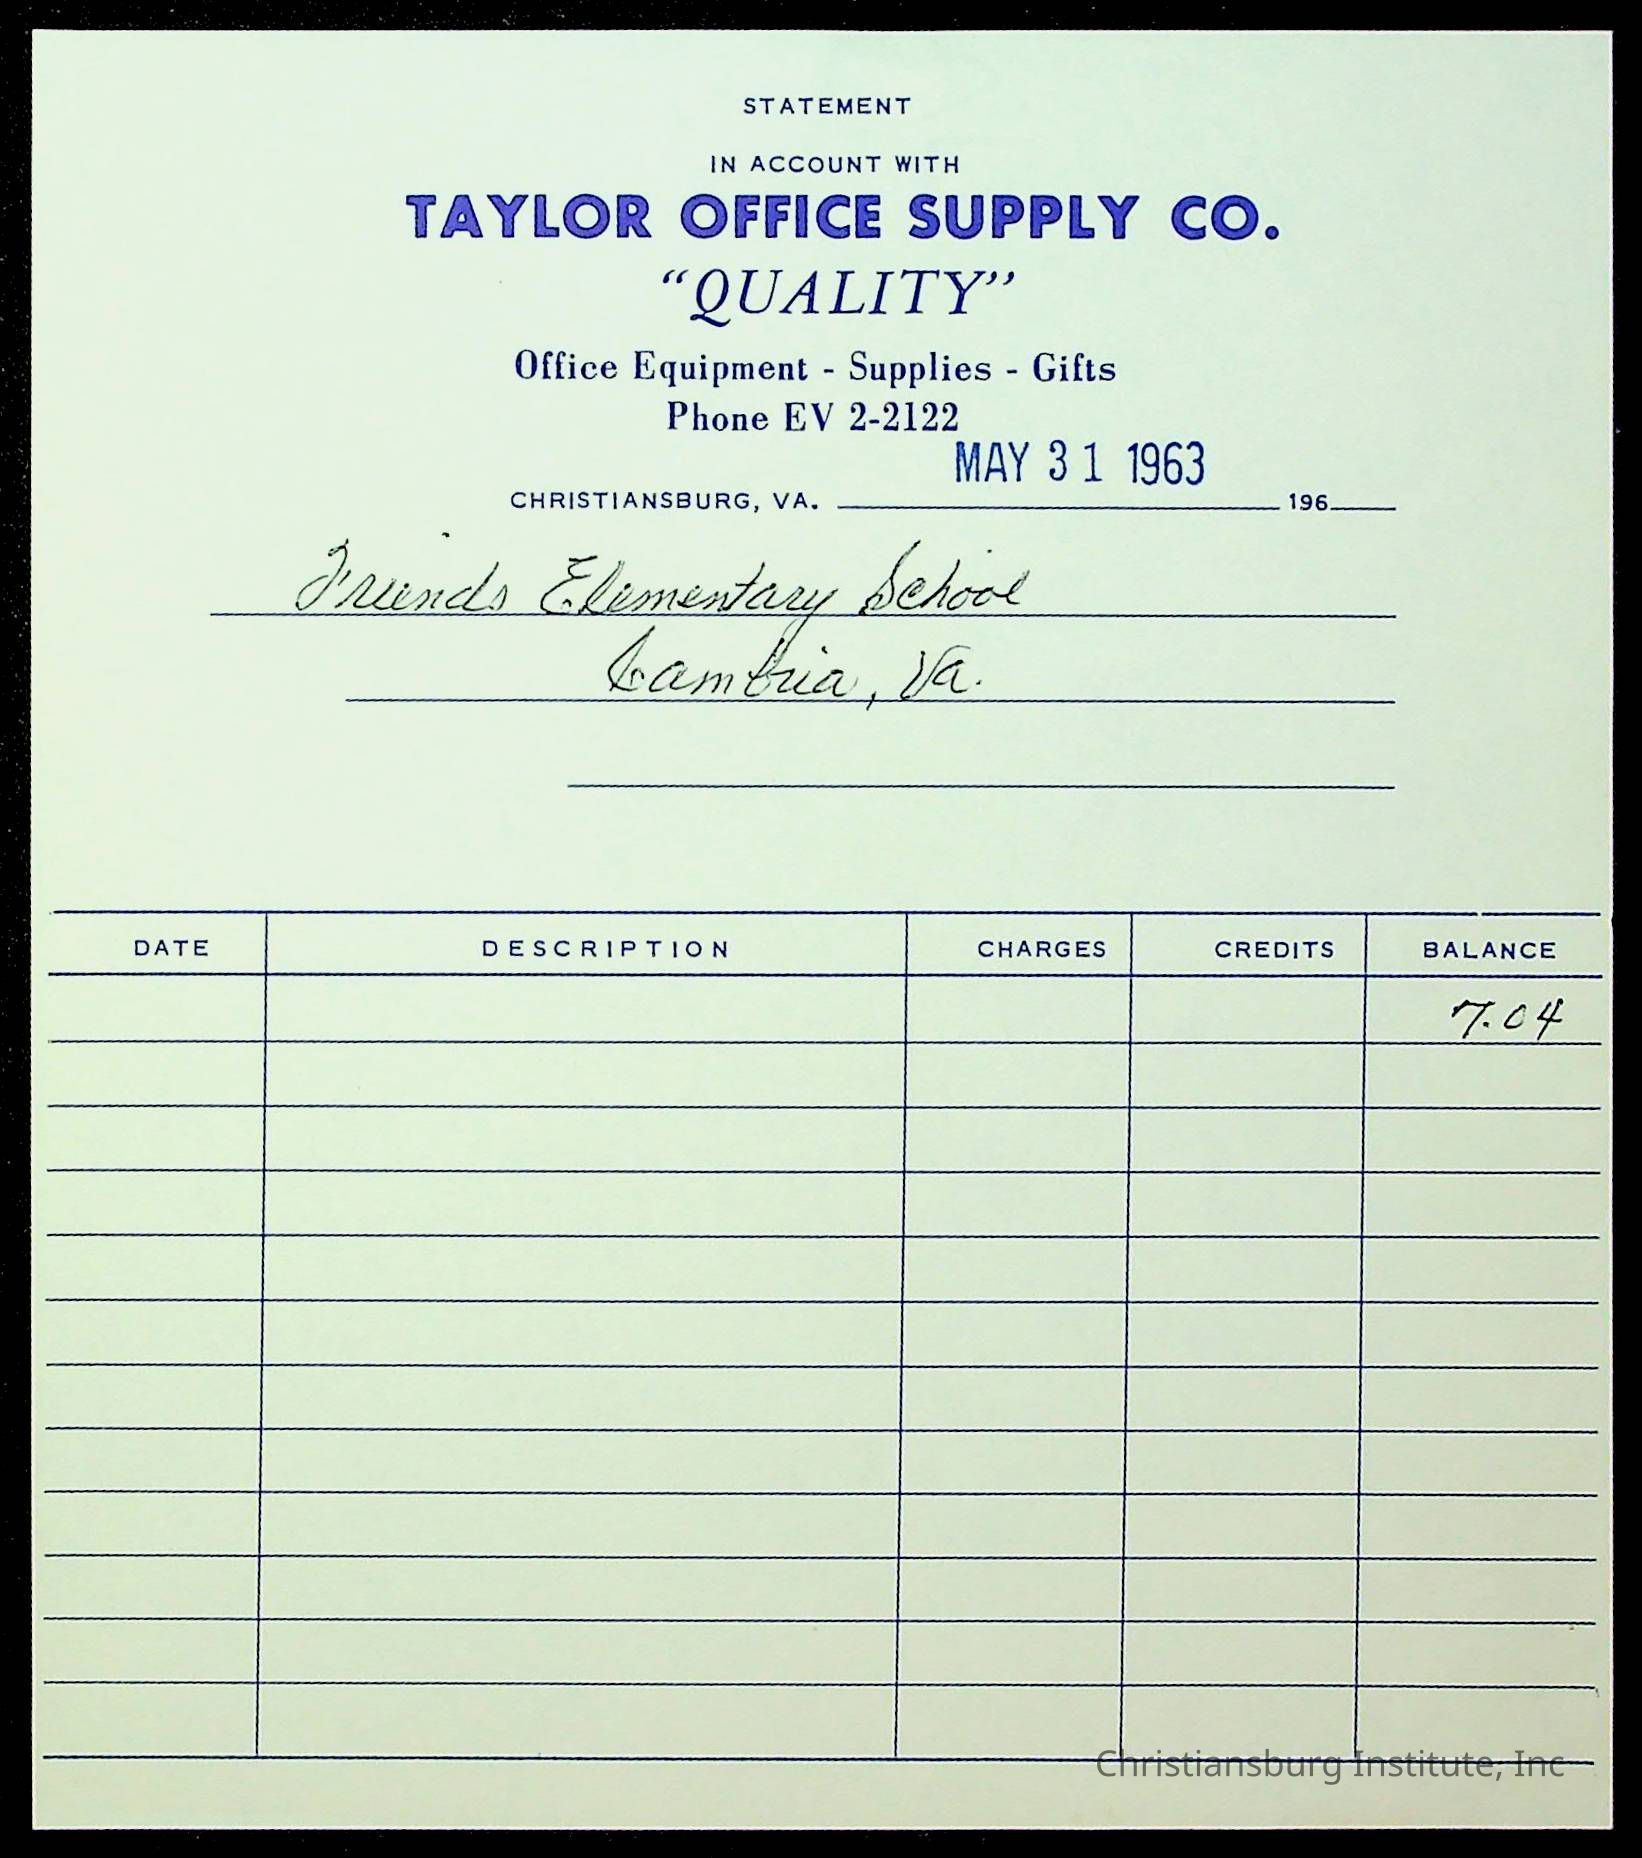 STATEMENT
IN ACCOUNT WITH
TAYLOR OFFICE SUPPLY CO.
"QUALITY"
Office Equipment - Supplies - Gifts
Phone EV 2-2122
MAY 31 1963
CHRISTIANSBURG, VA. 196
Friends Elementary School
Cambria, Va.
DATE DESCRIPTION CHARGES CREDITS BALANCE
7.04
Christiansburg Institute, Inc